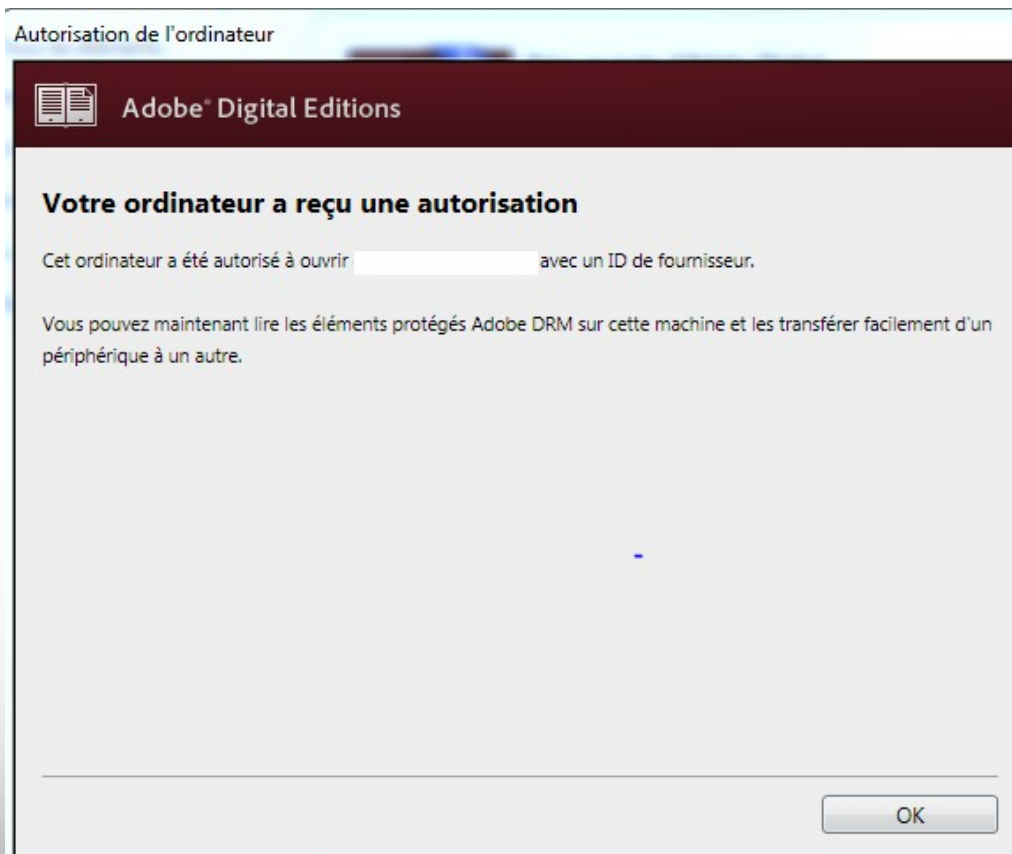 Autorisation de l'ordinateur
Adobe® Digital Editions
Votre ordinateur a reçu une autorisation
Cet ordinateur a été autorisé à ouvrir avec un ID de fournisseur.
Vous pouvez maintenant lire les éléments protégés Adobe DRM sur cette machine et les transférer facilement d'un
périphérique à un autre.
OK